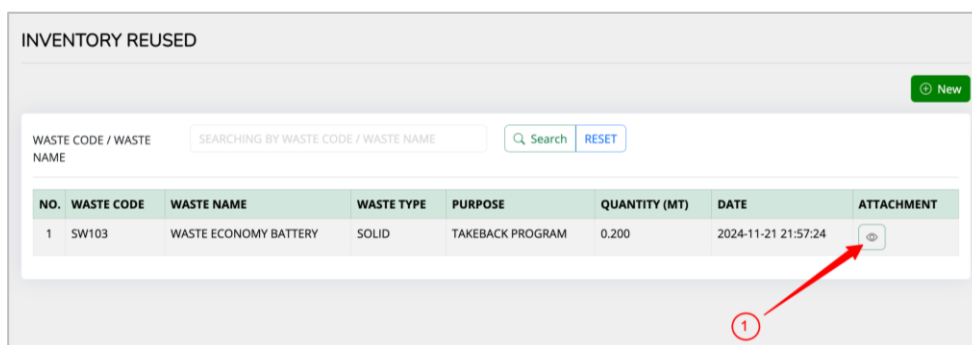 INVENTORY REUSED
New
WASTE CODE / WASTE NAME
SEARCHING BY WASTE CODE / WASTE NAME
Search
RESET
NO. WASTE CODE WASTE NAME WASTE TYPE PURPOSE QUANTITY (MT) DATE ATTACHMENT
1 SW103 WASTE ECONOMY BATTERY SOLID TAKEBACK PROGRAM 0.200 2024-11-21 21:57:24
1